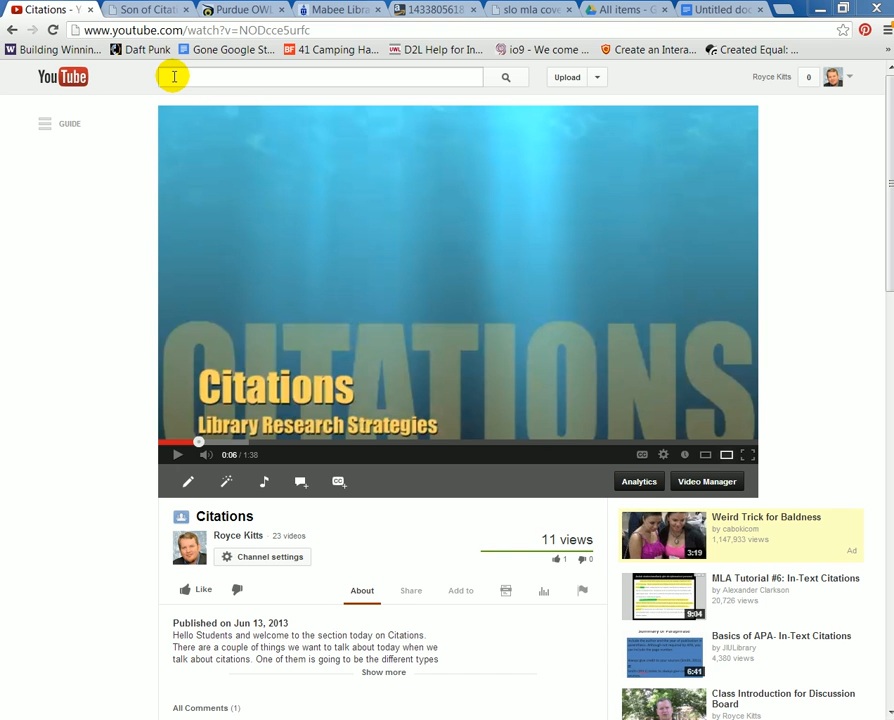 Citations - Y
Son of Citati
Purdue OWL
Mabee Libra
1433805618
slo mla cove
All items - G
Untitled doc
www.youtube.com/watch?v=NODcce5urfc
Building Winnin...
Daft Punk
Gone Google St...
BF 41 Camping Ha...
UWL D2L Help for In...
io9 - We come ...
Create an Intera...
Created Equal: ...
»
YouTube
Upload
Royce Kitts
0
GUIDE
CITATIONS
Citations
Library Research Strategies
0:06 / 1:38
CC
Analytics
Video Manager
Citations
Royce Kitts · 23 videos
Channel settings
11 views
1
0
Like
About
Share
Add to
Published on Jun 13, 2013
Hello Students and welcome to the section today on Citations.
There are a couple of things we want to talk about today when we
talk about citations. One of them is going to be the different types
Show more
All Comments (1)
3:19
Weird Trick for Baldness
by cabokicom
1,147,933 views
Ad
9:04
MLA Tutorial #6: In-Text Citations
by Alexander Clarkson
20,726 views
6:41
Basics of APA- In-Text Citations
by JIULibrary
4,380 views
Class Introduction for Discussion
Board
by Royce Kitts